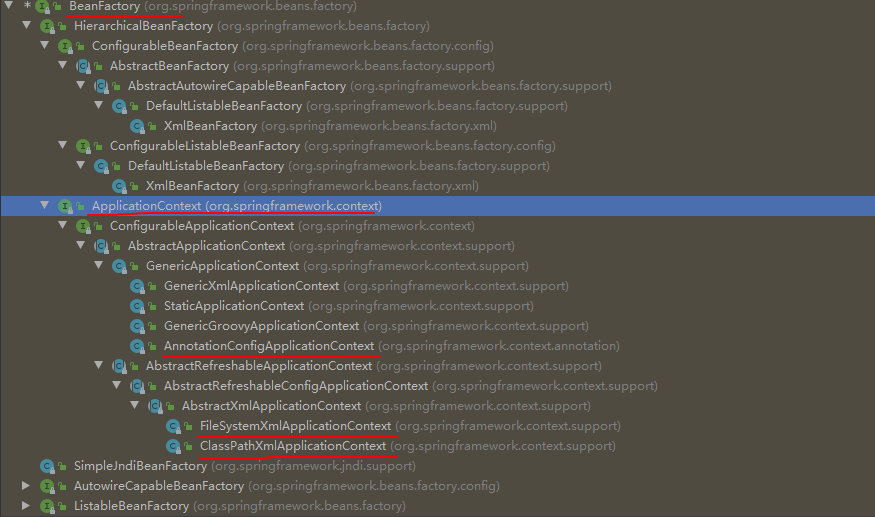 * BeanFactory (org.springframework.beans.factory)
HierarchicalBeanFactory (org.springframework.beans.factory)
ConfigurableBeanFactory (org.springframework.beans.factory.config)
AbstractBeanFactory (org.springframework.beans.factory.support)
AbstractAutowireCapableBeanFactory (org.springframework.beans.factory.support)
DefaultListableBeanFactory (org.springframework.beans.factory.support)
XmlBeanFactory (org.springframework.beans.factory.xml)
ConfigurableListableBeanFactory (org.springframework.beans.factory.config)
DefaultListableBeanFactory (org.springframework.beans.factory.support)
XmlBeanFactory (org.springframework.beans.factory.xml)
ApplicationContext (org.springframework.context)
ConfigurableApplicationContext (org.springframework.context)
AbstractApplicationContext (org.springframework.context.support)
GenericApplicationContext (org.springframework.context.support)
GenericXmlApplicationContext (org.springframework.context.support)
StaticApplicationContext (org.springframework.context.support)
GenericGroovyApplicationContext (org.springframework.context.support)
AnnotationConfigApplicationContext (org.springframework.context.annotation)
AbstractRefreshableApplicationContext (org.springframework.context.support)
AbstractRefreshableConfigApplicationContext (org.springframework.context.support)
AbstractXmlApplicationContext (org.springframework.context.support)
FileSystemXmlApplicationContext (org.springframework.context.support)
ClassPathXmlApplicationContext (org.springframework.context.support)
SimpleJndiBeanFactory (org.springframework.jndi.support)
AutowireCapableBeanFactory (org.springframework.beans.factory.config)
ListableBeanFactory (org.springframework.beans.factory)